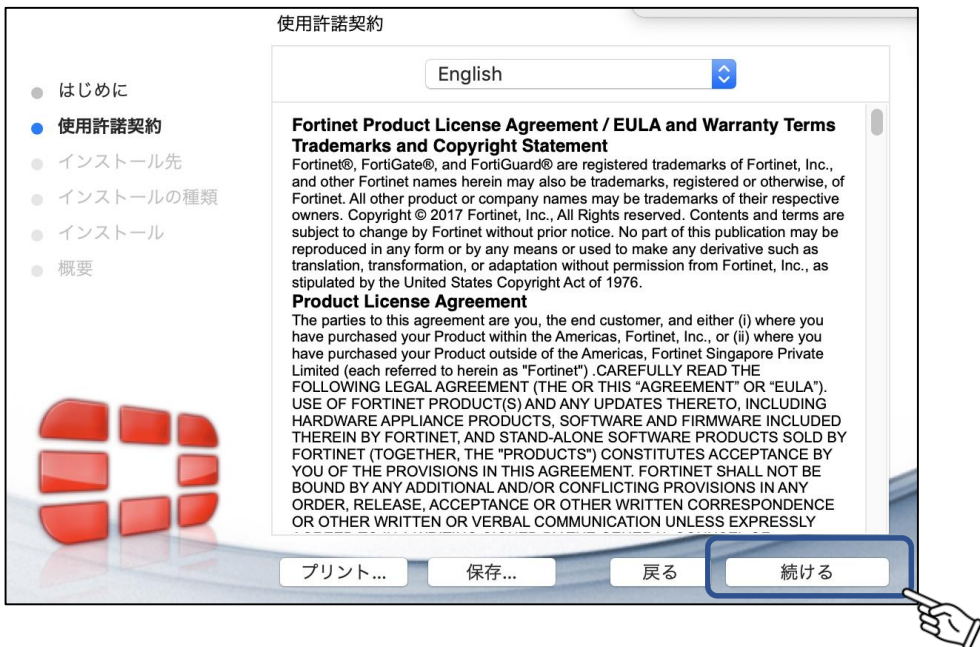 使用許諾契約
English
はじめに
使用許諾契約
インストール先
インストールの種類
インストール
概要
Fortinet Product License Agreement / EULA and Warranty Terms
Trademarks and Copyright Statement
Fortinet®, FortiGate®, and FortiGuard® are registered trademarks of Fortinet, Inc.,
and other Fortinet names herein may also be trademarks, registered or otherwise, of
Fortinet. All other product or company names may be trademarks of their respective
owners. Copyright © 2017 Fortinet, Inc., All Rights reserved. Contents and terms are
subject to change by Fortinet without prior notice. No part of this publication may be
reproduced in any form or by any means or used to make any derivative such as
translation, transformation, or adaptation without permission from Fortinet, Inc., as
stipulated by the United States Copyright Act of 1976.
Product License Agreement
The parties to this agreement are you, the end customer, and either (i) where you
have purchased your Product within the Americas, Fortinet, Inc., or (ii) where you
have purchased your Product outside of the Americas, Fortinet Singapore Private
Limited (each referred to herein as "Fortinet") .CAREFULLY READ THE
FOLLOWING LEGAL AGREEMENT (THE OR THIS “AGREEMENT” OR “EULA”).
USE OF FORTINET PRODUCT(S) AND ANY UPDATES THERETO, INCLUDING
HARDWARE APPLIANCE PRODUCTS, SOFTWARE AND FIRMWARE INCLUDED
THEREIN BY FORTINET, AND STAND-ALONE SOFTWARE PRODUCTS SOLD BY
FORTINET (TOGETHER, THE "PRODUCTS") CONSTITUTES ACCEPTANCE BY
YOU OF THE PROVISIONS IN THIS AGREEMENT. FORTINET SHALL NOT BE
BOUND BY ANY ADDITIONAL AND/OR CONFLICTING PROVISIONS IN ANY
ORDER, RELEASE, ACCEPTANCE OR OTHER WRITTEN CORRESPONDENCE
OR OTHER WRITTEN OR VERBAL COMMUNICATION UNLESS EXPRESSLY
プリント...
保存...
戻る
続ける